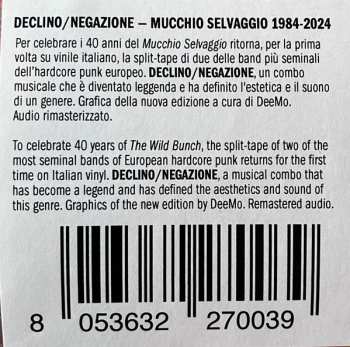 DECLINO/NEGAZIONE – MUCCHIO SELVAGGIO 1984-2024
Per celebrare i 40 anni del Mucchio Selvaggio ritorna, per la prima
volta su vinile italiano, la split-tape di due delle band più seminali
dell'hardcore punk europeo. DECLINO/NEGAZIONE, un combo
musicale che è diventato leggenda e ha definito l'estetica e il suono
di un genere. Grafica della nuova edizione a cura di DeeMo.
Audio rimasterizzato.
To celebrate 40 years of The Wild Bunch, the split-tape of two of the
most seminal bands of European hardcore punk returns for the first
time on Italian vinyl. DECLINO/NEGAZIONE, a musical combo that
has become a legend and has defined the aesthetics and sound of
this genre. Graphics of the new edition by DeeMo. Remastered audio.
8 053632 270039